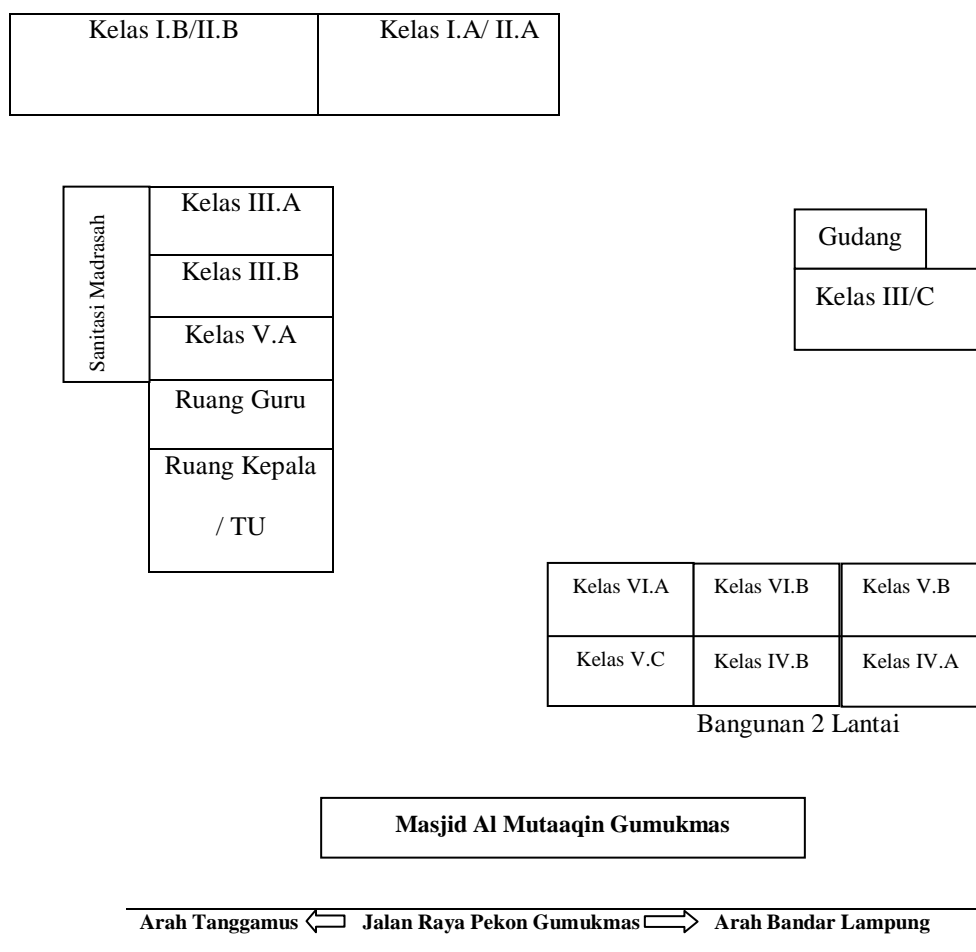 Kelas I.B/II.B
Kelas I.A/ II.A
Sanitasi Madrasah
Kelas III.A
Kelas III.B
Kelas V.A
Ruang Guru
Ruang Kepala
/ TU
Gudang
Kelas III/C
Kelas VI.A
Kelas VI.B
Kelas V.B
Kelas V.C
Kelas IV.B
Kelas IV.A
Bangunan 2 Lantai
Masjid Al Mutaaqin Gumukmas
Arah Tanggamus Jalan Raya Pekon Gumukmas Arah Bandar Lampung